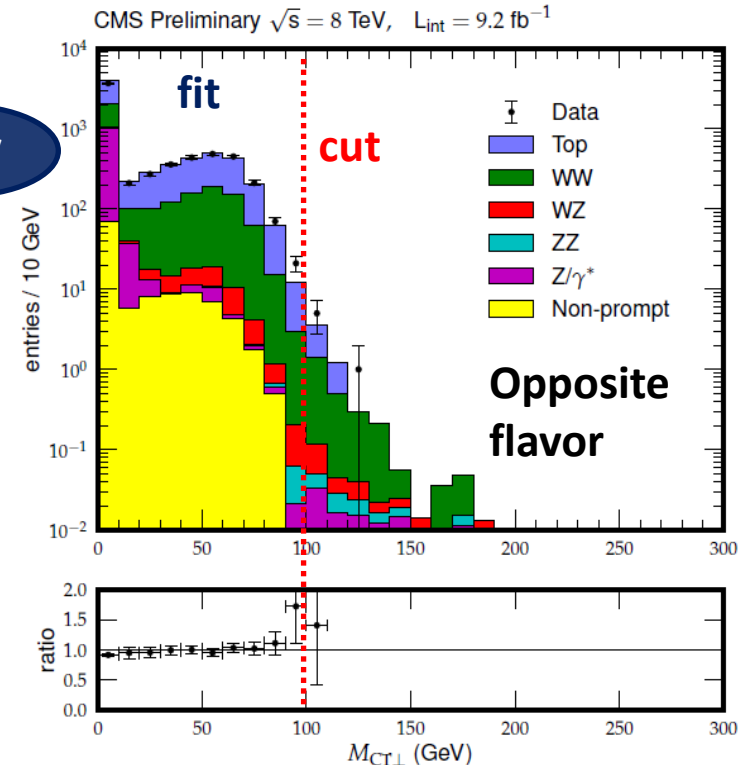 CMS Preliminary √s = 8 TeV, L_int = 9.2 fb⁻¹
10⁴
10³
10²
10¹
10⁰
10⁻¹
10⁻²
entries / 10 GeV
fit
cut
Data
Top
WW
WZ
ZZ
Z/γ*
Non-prompt
Opposite
flavor
0 50 100 150 200 250 300
2.0
1.5
1.0
0.5
0.0
ratio
0 50 100 150 200 250 300
M_CT⊥ (GeV)